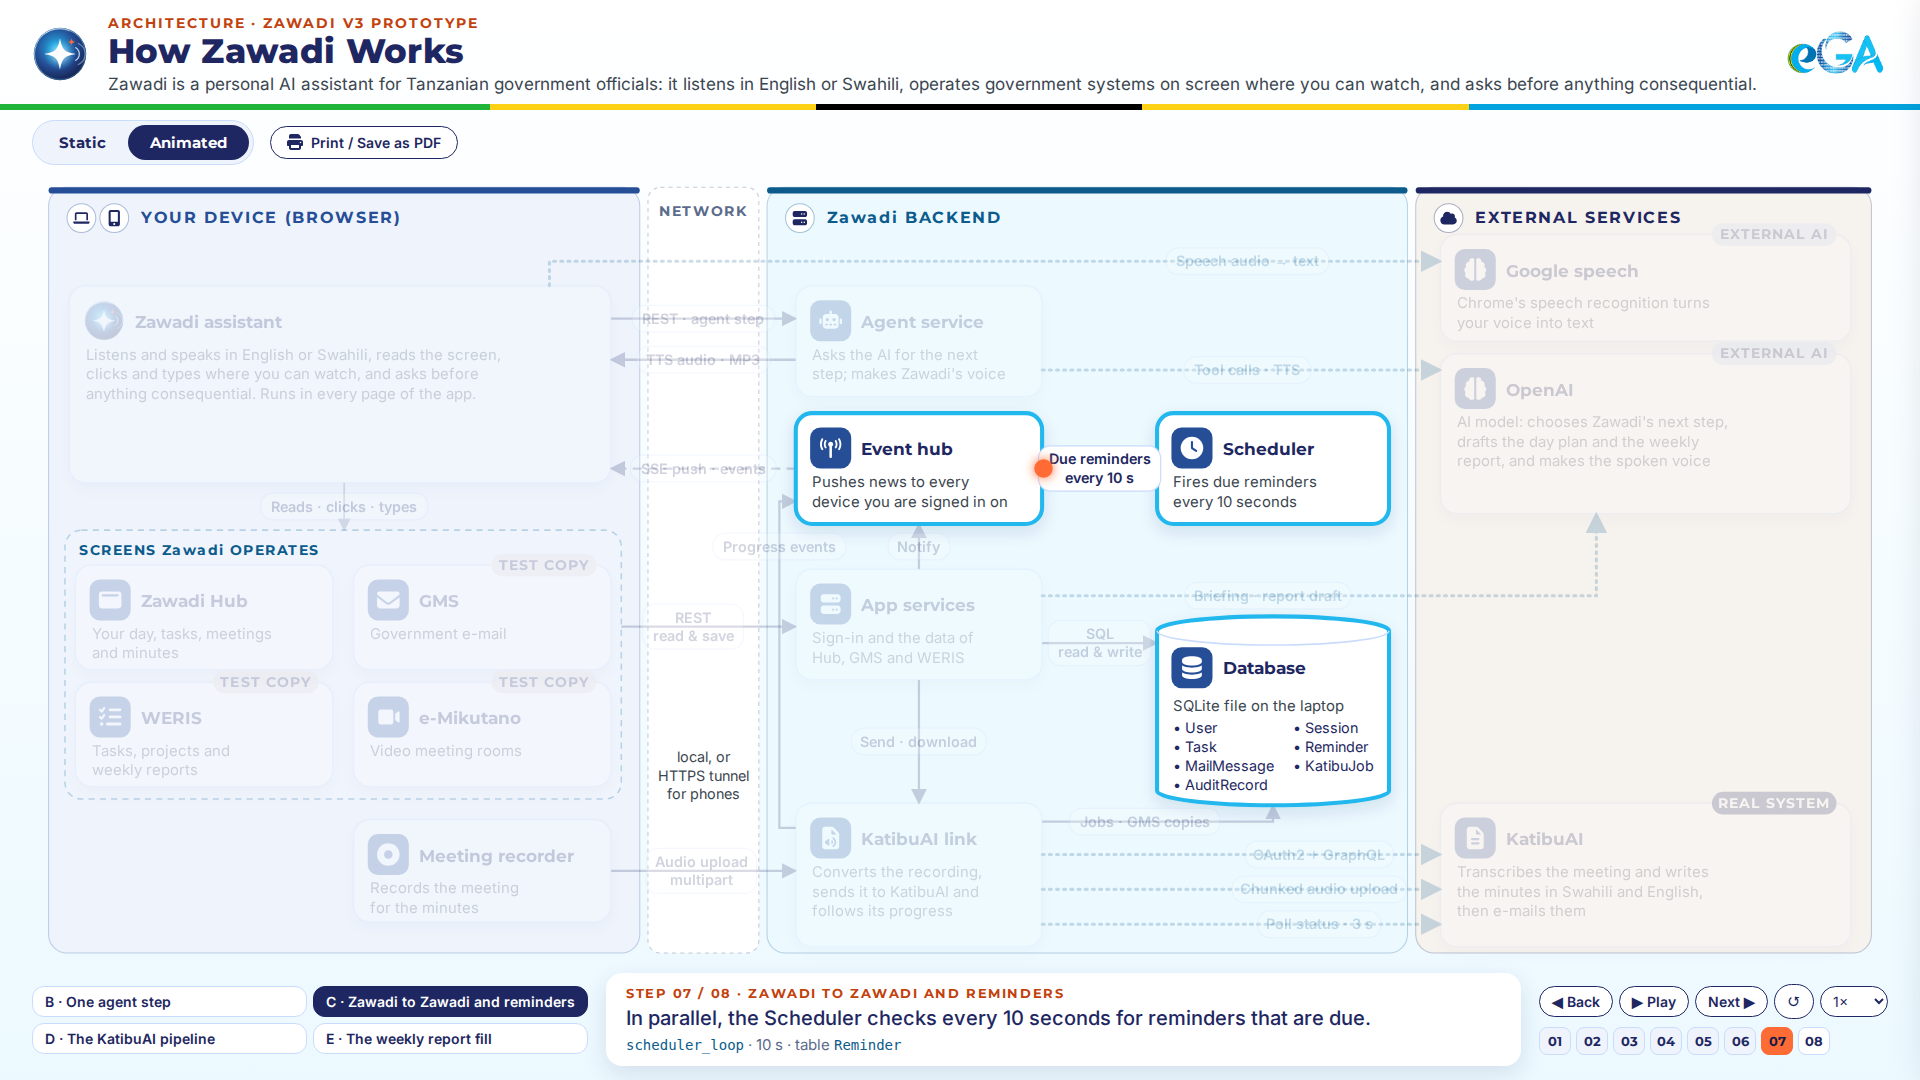 ARCHITECTURE · ZAWADI V3 PROTOTYPE
How Zawadi Works
Zawadi is a personal AI assistant for Tanzanian government officials: it listens in English or Swahili, operates government systems on screen where you can watch, and asks before anything consequential.
eGA
Static
Animated
Print / Save as PDF
YOUR DEVICE (BROWSER)
Zawadi assistant
Listens and speaks in English or Swahili, reads the screen,
clicks and types where you can watch, and asks before
anything consequential. Runs in every page of the app.
Reads · clicks · types
SCREENS Zawadi OPERATES
Zawadi Hub
Your day, tasks, meetings
and minutes
TEST COPY
GMS
Government e-mail
TEST COPY
WERIS
Tasks, projects and
weekly reports
TEST COPY
e-Mikutano
Video meeting rooms
Meeting recorder
Records the meeting
for the minutes
NETWORK
REST · agent step
TTS audio · MP3
SSE push · events
Progress events
REST
read & save
local, or
HTTPS tunnel
for phones
Audio upload
multipart
Zawadi BACKEND
Speech audio → text
Agent service
Asks the AI for the next
step; makes Zawadi's voice
Tool calls · TTS
Event hub
Pushes news to every
device you are signed in on
Due reminders
every 10 s
Scheduler
Fires due reminders
every 10 seconds
Notify
App services
Sign-in and the data of
Hub, GMS and WERIS
Briefing · report draft
SQL
read & write
Database
SQLite file on the laptop
• User
• Task
• MailMessage
• AuditRecord
• Session
• Reminder
• KatibuJob
Send · download
KatibuAI link
Converts the recording,
sends it to KatibuAI and
follows its progress
Jobs · GMS copies
OAuth2 + GraphQL
Chunked audio upload
Poll status · 3 s
EXTERNAL SERVICES
EXTERNAL AI
Google speech
Chrome's speech recognition turns
your voice into text
EXTERNAL AI
OpenAI
AI model: chooses Zawadi's next step,
drafts the day plan and the weekly
report, and makes the spoken voice
REAL SYSTEM
KatibuAI
Transcribes the meeting and writes
the minutes in Swahili and English,
then e-mails them
B · One agent step
C · Zawadi to Zawadi and reminders
D · The KatibuAI pipeline
E · The weekly report fill
STEP 07 / 08 · ZAWADI TO ZAWADI AND REMINDERS
In parallel, the Scheduler checks every 10 seconds for reminders that are due.
scheduler_loop · 10 s · table Reminder
◀ Back
▶ Play
Next ▶
↺
1×
01
02
03
04
05
06
07
08